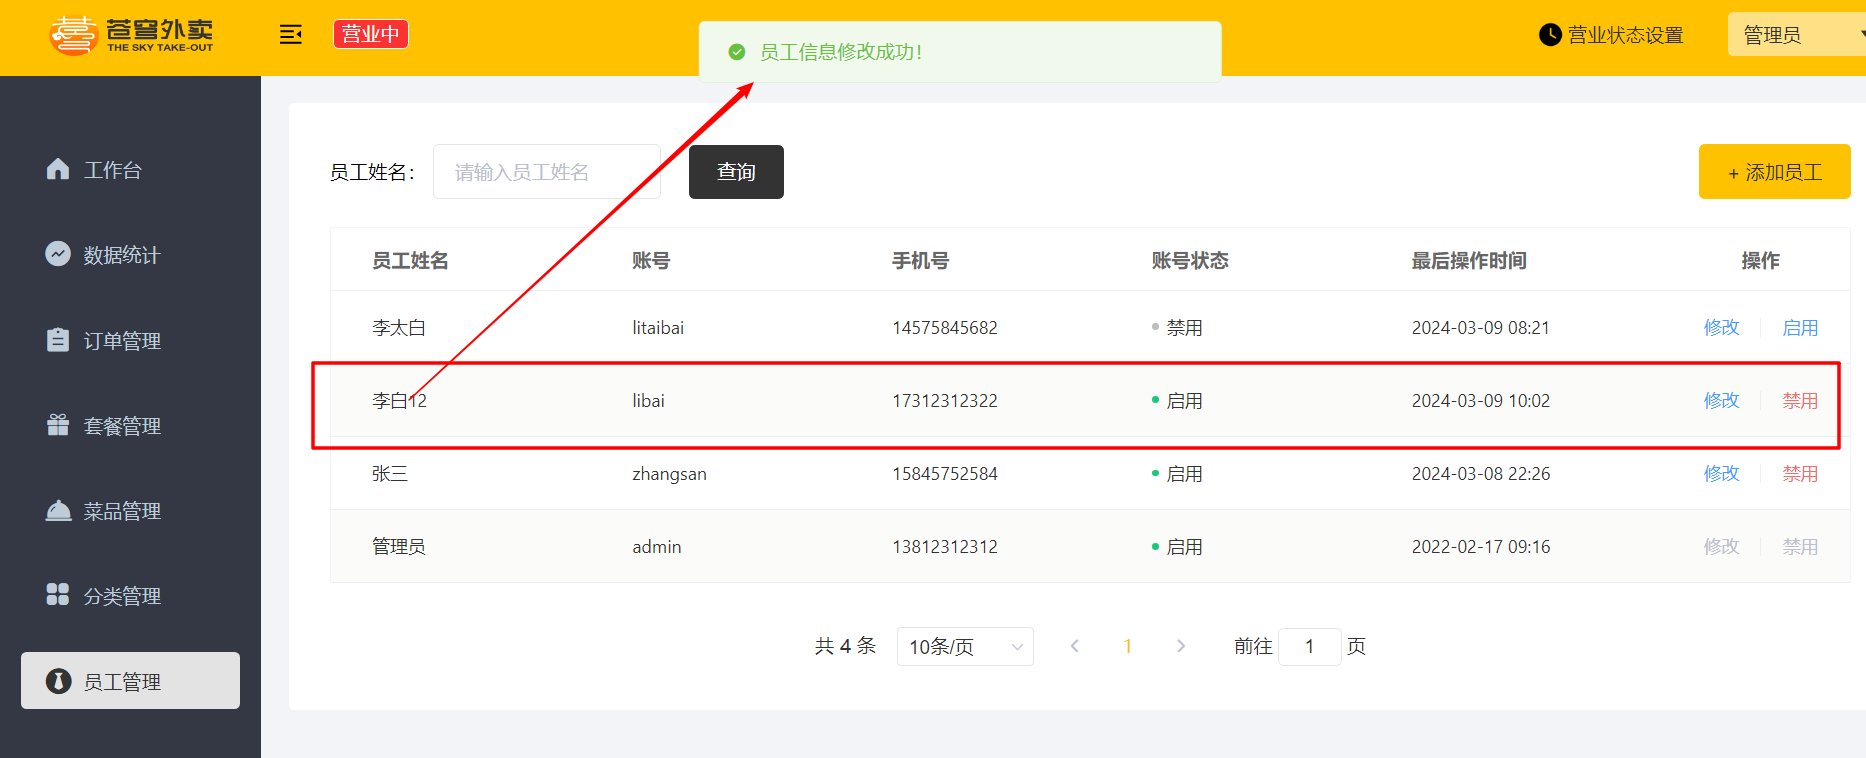 苍穹外卖
THE SKY TAKE-OUT
营业中
员工信息修改成功！
营业状态设置
管理员
工作台
数据统计
订单管理
套餐管理
菜品管理
分类管理
员工管理
员工姓名：
请输入员工姓名
查询
+ 添加员工
员工姓名 账号 手机号 账号状态 最后操作时间 操作
李太白 litaibai 14575845682 禁用 2024-03-09 08:21 修改 启用
李白12 libai 17312312322 启用 2024-03-09 10:02 修改 禁用
张三 zhangsan 15845752584 启用 2024-03-08 22:26 修改 禁用
管理员 admin 13812312312 启用 2022-02-17 09:16 修改 禁用
共 4 条 10条/页 1 前往 1 页